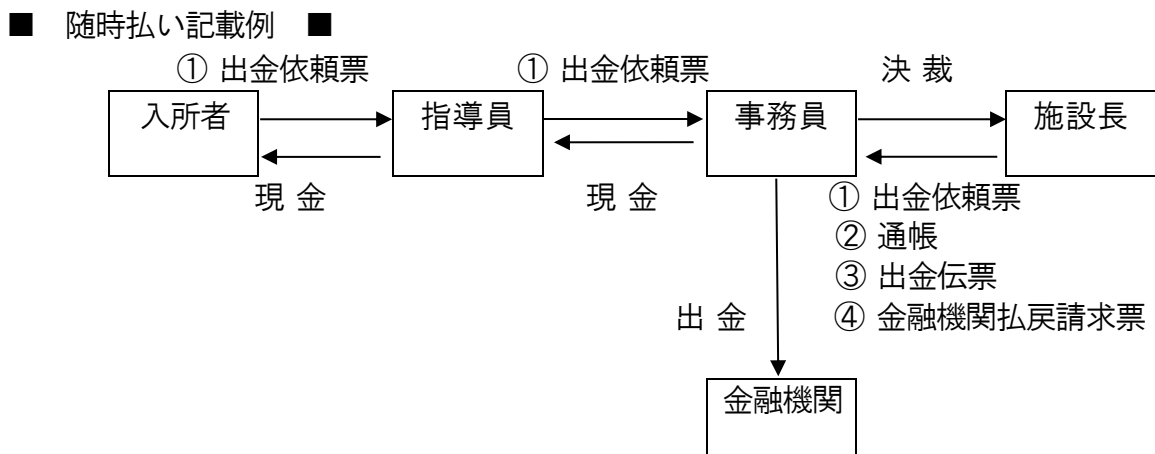 ■ 随時払い記載例 ■
① 出金依頼票 ① 出金依頼票 決 裁
入所者 指導員 事務員 施設長
現 金 現 金 ① 出金依頼票
② 通帳
③ 出金伝票
出 金 ④ 金融機関払戻請求票
金融機関